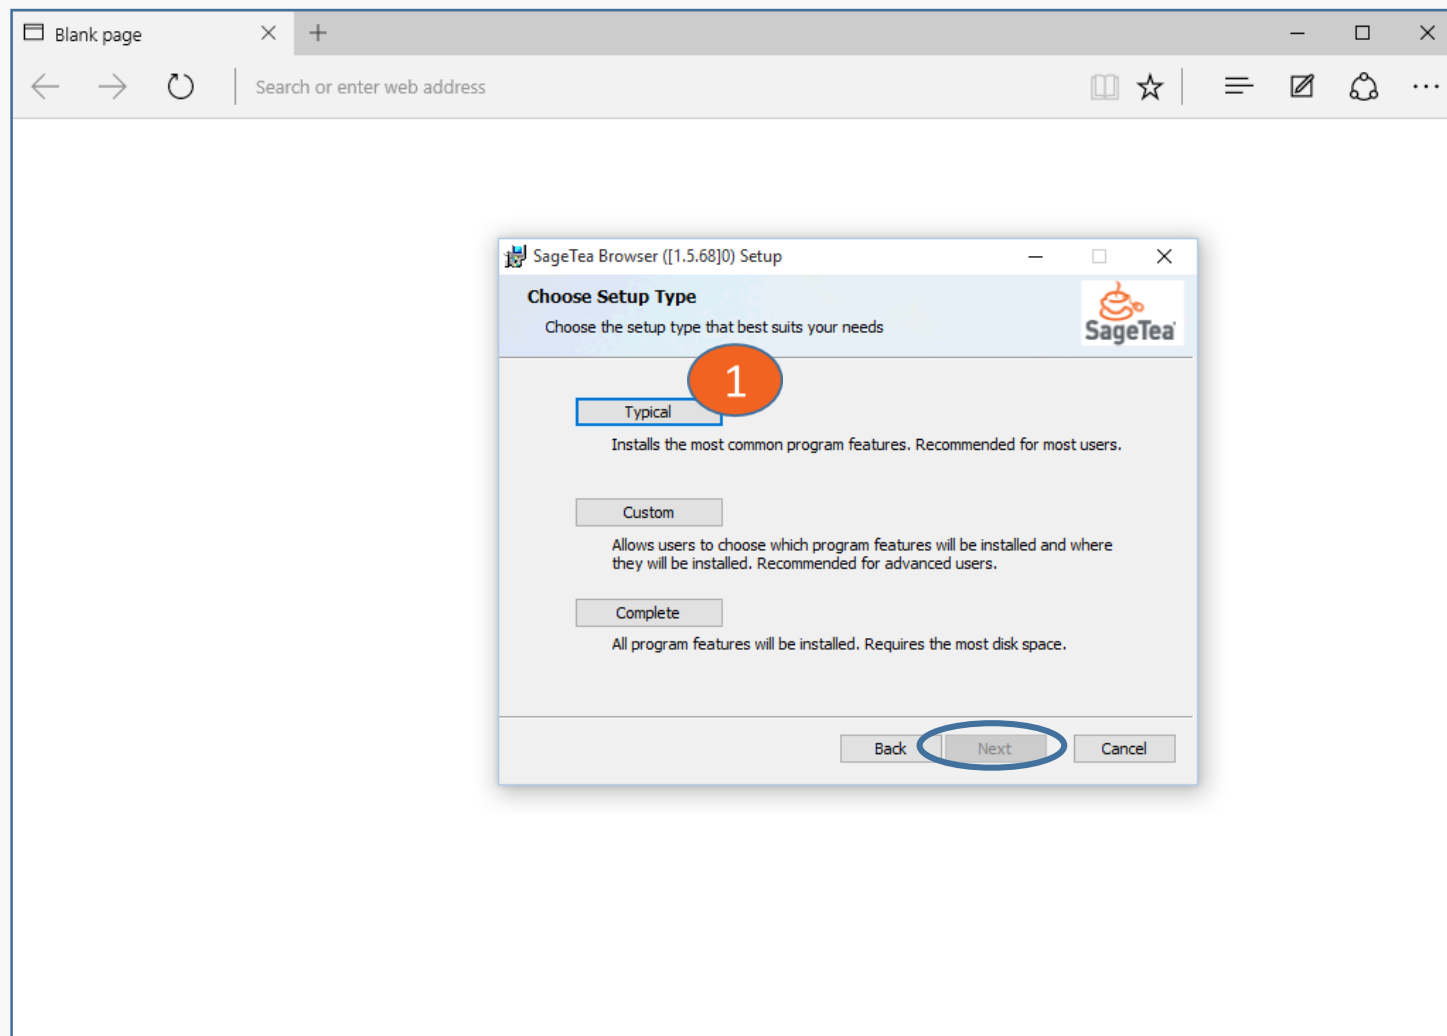 Blank page
Search or enter web address
SageTea Browser ([1.5.68]0) Setup
Choose Setup Type
Choose the setup type that best suits your needs
SageTea
1
Typical
Installs the most common program features. Recommended for most users.
Custom
Allows users to choose which program features will be installed and where
they will be installed. Recommended for advanced users.
Complete
All program features will be installed. Requires the most disk space.
Back Next Cancel